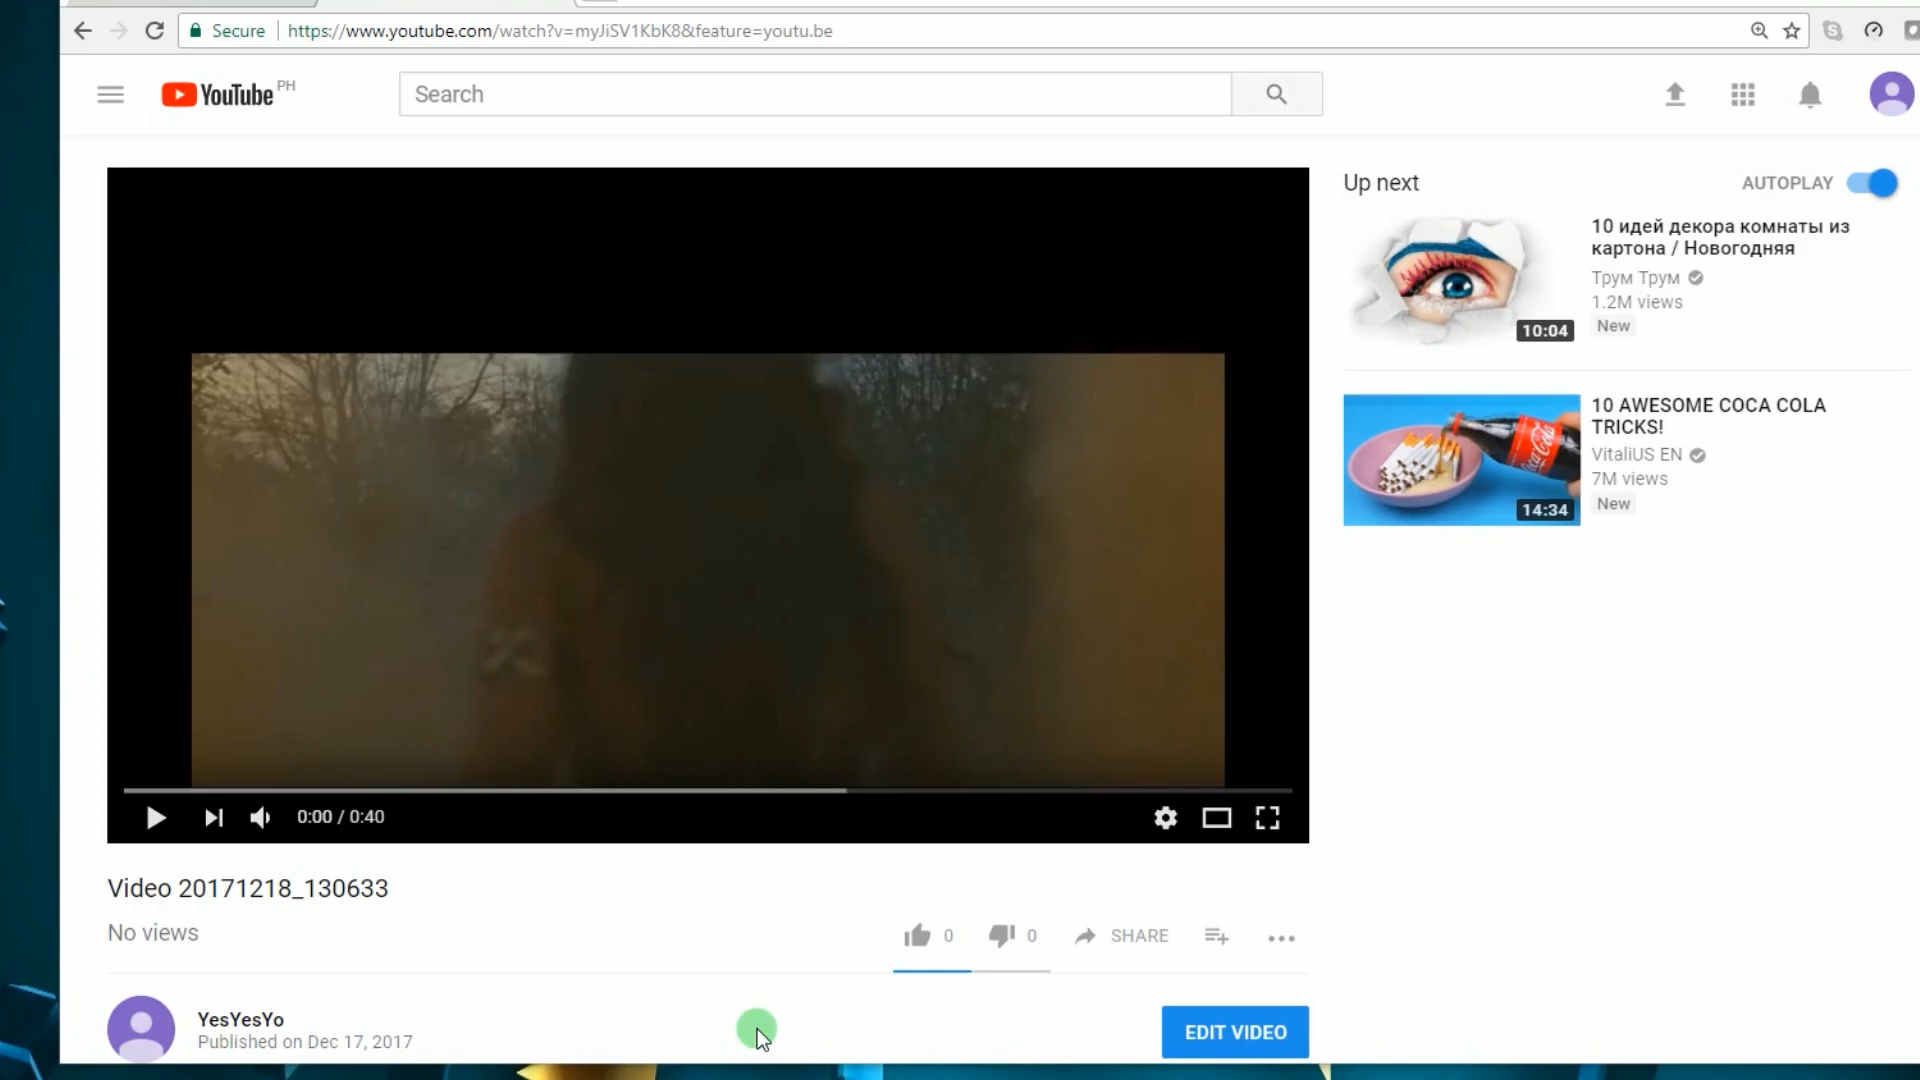 Secure https://www.youtube.com/watch?v=myJiSV1KbK8&feature=youtu.be
YouTube PH
Search
Up next
AUTOPLAY
10 идей декора комнаты из
картона / Новогодняя
Трум Трум
1.2M views
New
10:04
10 AWESOME COCA COLA
TRICKS!
VitaliUS EN
7M views
New
Coca-Cola
14:34
0:00 / 0:40
Video 20171218_130633
No views
0
0
SHARE
YesYesYo
Published on Dec 17, 2017
EDIT VIDEO